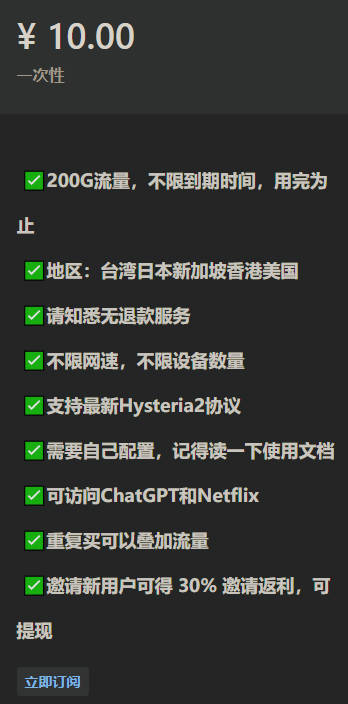 ¥ 10.00
一次性
✅200G流量，不限到期时间，用完为
止
✅地区：台湾日本新加坡香港美国
✅请知悉无退款服务
✅不限网速，不限设备数量
✅支持最新Hysteria2协议
✅需要自己配置，记得读一下使用文档
✅可访问ChatGPT和Netflix
✅重复买可以叠加流量
✅邀请新用户可得 30% 邀请返利，可
提现
立即订阅